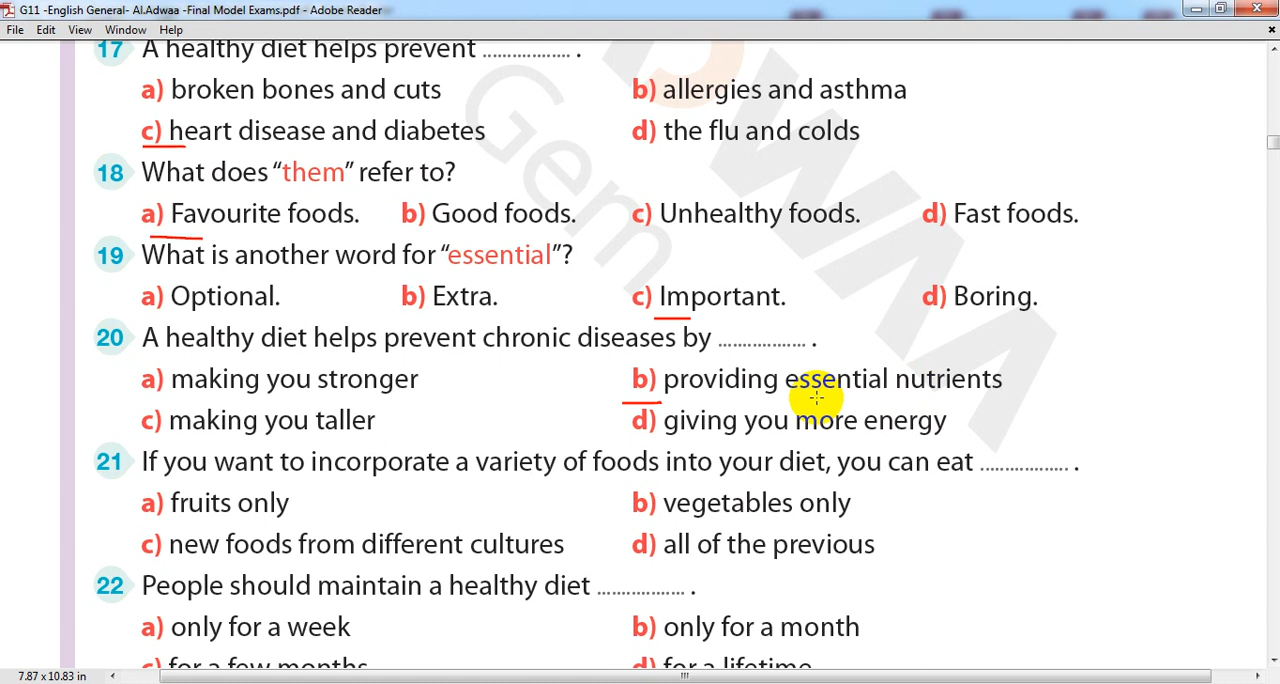 G11 -English General- Al.Adwaa -Final Model Exams.pdf - Adobe Reader
File Edit View Window Help
17 A healthy diet helps prevent .................. .
a) broken bones and cuts b) allergies and asthma
c) heart disease and diabetes d) the flu and colds
18 What does “them” refer to?
a) Favourite foods. b) Good foods. c) Unhealthy foods. d) Fast foods.
19 What is another word for “essential”?
a) Optional. b) Extra. c) Important. d) Boring.
20 A healthy diet helps prevent chronic diseases by .................. .
a) making you stronger b) providing essential nutrients
c) making you taller d) giving you more energy
21 If you want to incorporate a variety of foods into your diet, you can eat .................. .
a) fruits only b) vegetables only
c) new foods from different cultures d) all of the previous
22 People should maintain a healthy diet .................. .
a) only for a week b) only for a month
c) for a few months d) for a lifetime
7.87 x 10.83 in
Gem